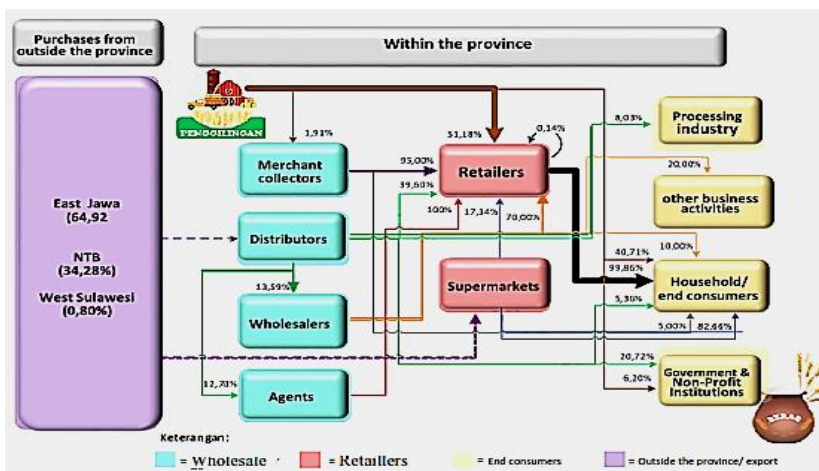 Purchases from
outside the province
Within the province
PENGGILINGAN
East Jawa
(64,92
NTB
(34,28%)
West Sulawesi
(0,80%)
Merchant
collectors
Distributors
Wholesalers
Agents
Retailers
Supermarkets
Processing
industry
other business
activities
Household/
end consumers
Government &
Non-Profit
Institutions
1,91%
51,18%
0,14%
8,03%
95,00%
39,60%
100%
17,34%
70,00%
20,00%
10,00%
40,71%
99,86%
13,59%
5,36%
5,00%
82,66%
12,70%
20,72%
6,20%
Keterangan:
= Wholesale
= Retaillers
= End consumers
= Outside the province/ export